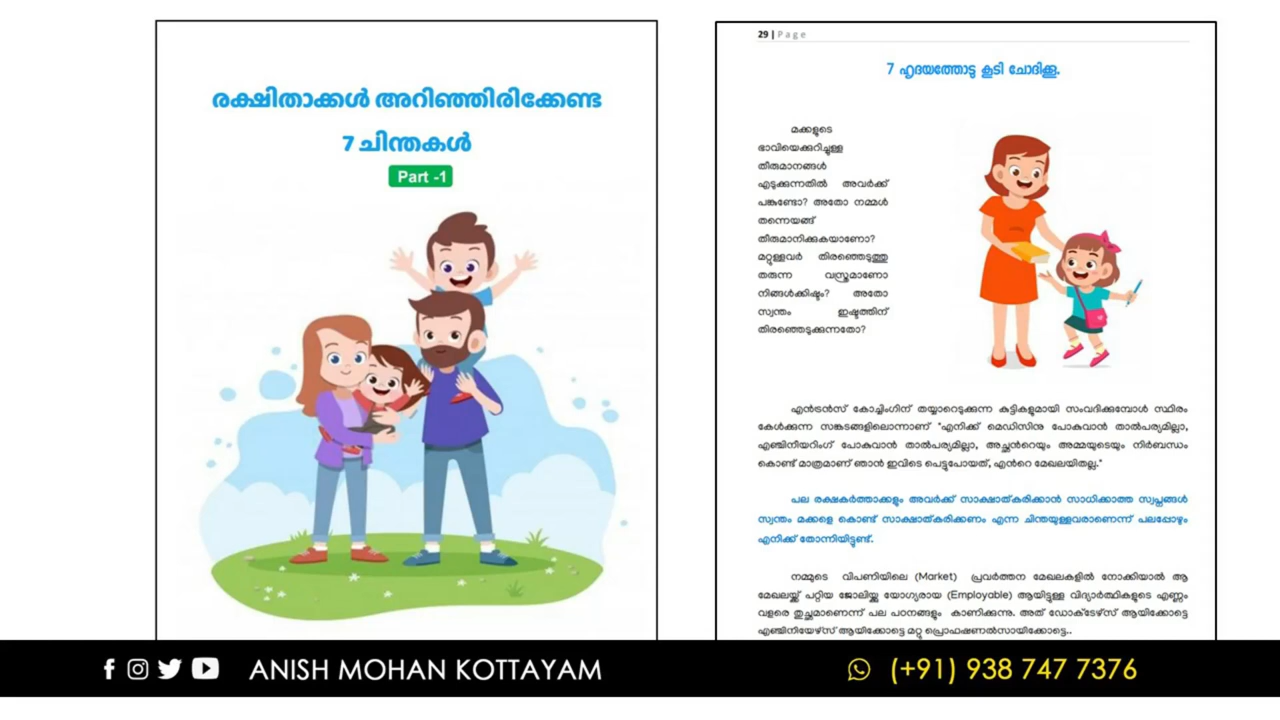 രക്ഷിതാക്കൾ അറിഞ്ഞിരിക്കേണ്ട
7 ചിന്തകൾ
Part -1
29 | Page
7 ഹൃദയത്തോടു കൂടി ചോദിക്കൂ.
മക്കളുടെ
ഭാവിയെക്കുറിച്ചുള്ള
തീരുമാനങ്ങൾ
എടുക്കുന്നതിൽ അവർക്ക്
പങ്കുണ്ടോ? അതോ നമ്മൾ
തന്നെയങ്ങ്
തീരുമാനിക്കുകയാണോ?
മറ്റുള്ളവർ തിരഞ്ഞെടുത്തു
തരുന്ന വസ്ത്രമാണോ
നിങ്ങൾക്കിഷ്ടം? അതോ
സ്വന്തം ഇഷ്ടത്തിന്
തിരഞ്ഞെടുക്കുന്നതോ?
എൻട്രൻസ് കോച്ചിംഗിന് തയ്യാറെടുക്കുന്ന കുട്ടികളുമായി സംവദിക്കുമ്പോൾ സ്ഥിരം
കേൾക്കുന്ന സങ്കടങ്ങളിലൊന്നാണ് "എനിക്ക് മെഡിസിനു പോകുവാൻ താൽപര്യമില്ലാ,
എഞ്ചിനീയറിംഗ് പോകുവാൻ താൽപര്യമില്ലാ, അച്ഛൻറെയും അമ്മയുടെയും നിർബന്ധം
കൊണ്ട് മാത്രമാണ് ഞാൻ ഇവിടെ പെട്ടുപോയത്, എൻറെ മേഖലയിതല്ല."
പല രക്ഷകർത്താക്കളും അവർക്ക് സാക്ഷാത്കരിക്കാൻ സാധിക്കാത്ത സ്വപ്നങ്ങൾ
സ്വന്തം മക്കളെ കൊണ്ട് സാക്ഷാത്കരിക്കണം എന്ന ചിന്തയുള്ളവരാണെന്ന് പലപ്പോഴും
എനിക്ക് തോന്നിയിട്ടുണ്ട്.
നമ്മുടെ വിപണിയിലെ (Market) പ്രവർത്തന മേഖലകളിൽ നോക്കിയാൽ ആ
മേഖലയ്ക്ക് പറ്റിയ ജോലിയ്ക്കു യോഗ്യരായ (Employable) ആയിട്ടുള്ള വിദ്യാർത്ഥികളുടെ എണ്ണം
വളരെ തുച്ഛമാണെന്ന് പല പഠനങ്ങളും കാണിക്കുന്നു. അത് ഡോക്ടേഴ്സ് ആയിക്കോട്ടെ
എഞ്ചിനീയേഴ്സ് ആയിക്കോട്ടെ മറ്റു പ്രൊഫഷണൽസായിക്കോട്ടെ..
ANISH MOHAN KOTTAYAM
(+91) 938 747 7376